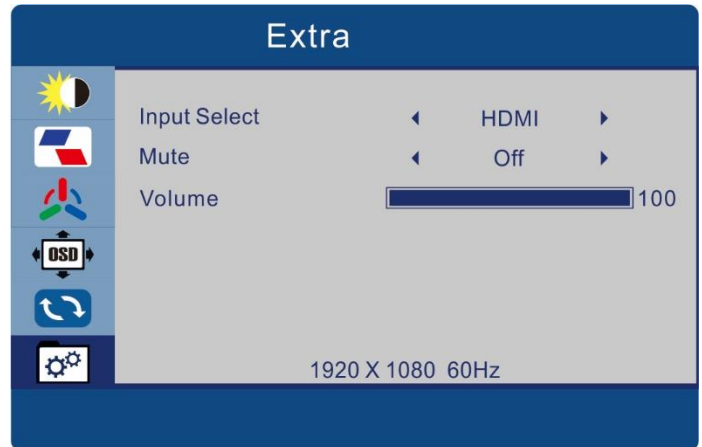 Extra
Input Select HDMI
Mute Off
Volume 100
OSD
1920 X 1080 60Hz